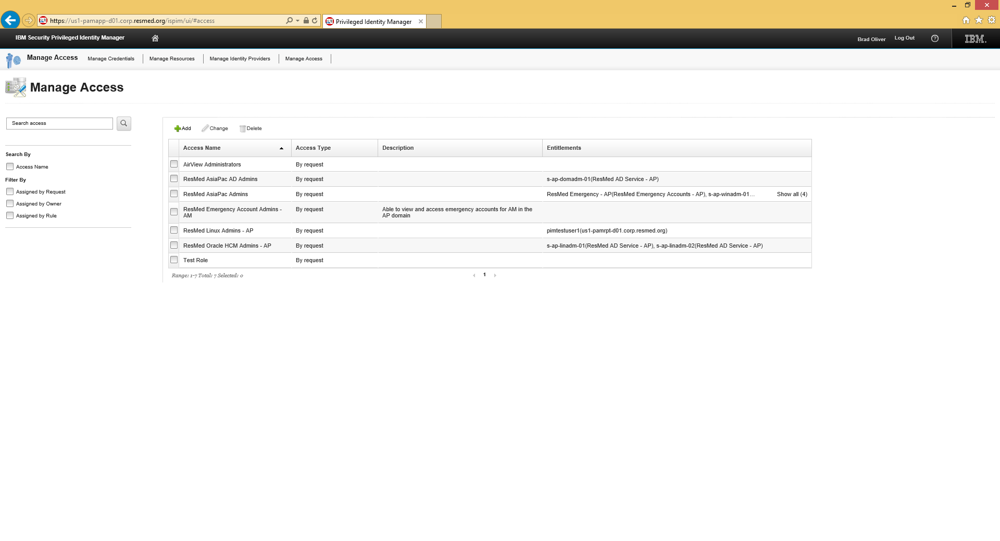 https://us1-pamapp-d01.corp.resmed.org/ispim/ui/#access
Privileged Identity Manager
IBM Security Privileged Identity Manager
Brad Oliver
Log Out
IBM.
Manage Access
Manage Credentials
Manage Resources
Manage Identity Providers
Manage Access
Manage Access
Search access
Search By
Access Name
Filter By
Assigned by Request
Assigned by Owner
Assigned by Rule
Add Change Delete
Access Name Access Type Description Entitlements
AirView Administrators By request
ResMed AsiaPac AD Admins By request s-ap-domadm-01(ResMed AD Service - AP)
ResMed AsiaPac Admins By request ResMed Emergency - AP(ResMed Emergency Accounts - AP), s-ap-winadm-01... Show all (4)
ResMed Emergency Account Admins - By request Able to view and access emergency accounts for AM in the
AM AP domain
ResMed Linux Admins - AP By request pimtestuser1(us1-pamrpt-d01.corp.resmed.org)
ResMed Oracle HCM Admins - AP By request s-ap-linadm-01(ResMed AD Service - AP), s-ap-linadm-02(ResMed AD Service - AP)
Test Role By request
Range: 1-7 Total: 7 Selected: 0
1